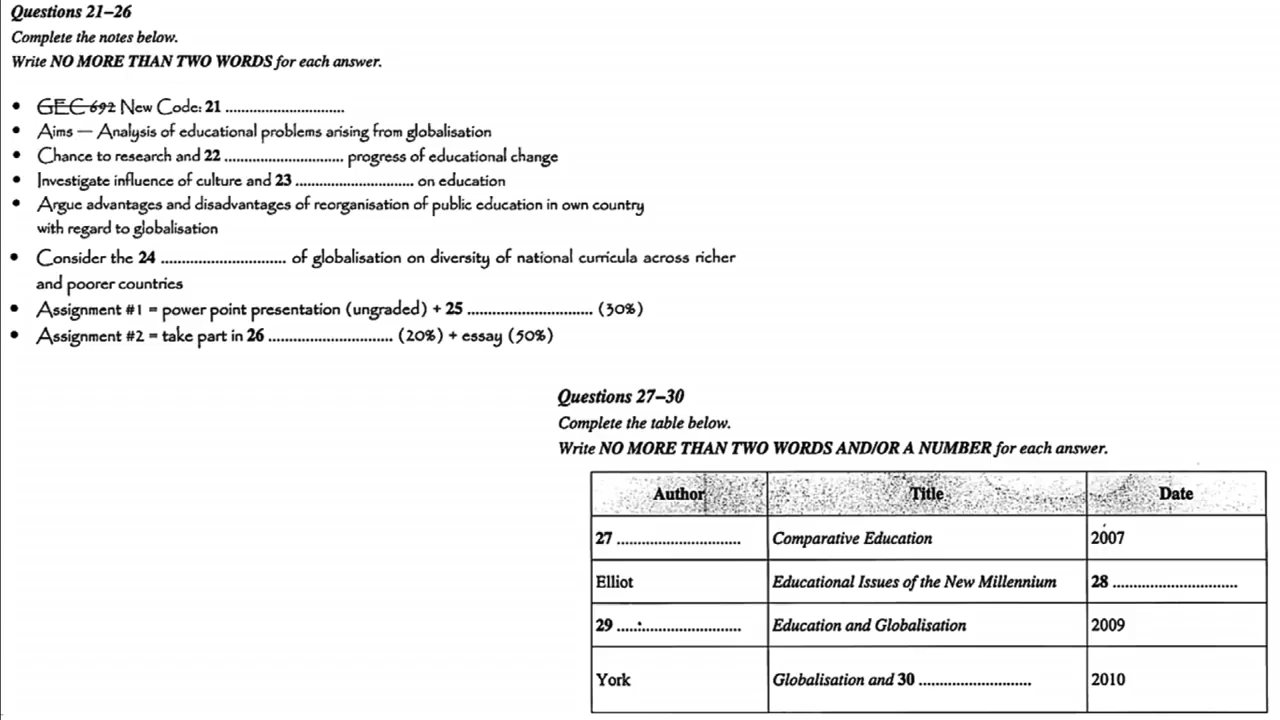 Questions 21–26
Complete the notes below.
Write NO MORE THAN TWO WORDS for each answer.
• GEC 692 New Code: 21 ..............................
• Aims — Analysis of educational problems arising from globalisation
• Chance to research and 22 .............................. progress of educational change
• Investigate influence of culture and 23 .............................. on education
• Argue advantages and disadvantages of reorganisation of public education in own country
with regard to globalisation
• Consider the 24 .............................. of globalisation on diversity of national curricula across richer
and poorer countries
• Assignment #1 = power point presentation (ungraded) + 25 .............................. (30%)
• Assignment #2 = take part in 26 .............................. (20%) + essay (50%)
Questions 27–30
Complete the table below.
Write NO MORE THAN TWO WORDS AND/OR A NUMBER for each answer.
Author Title Date
27 .............................. Comparative Education 2007
Elliot Educational Issues of the New Millennium 28 ..............................
29 .............................. Education and Globalisation 2009
York Globalisation and 30 .............................. 2010